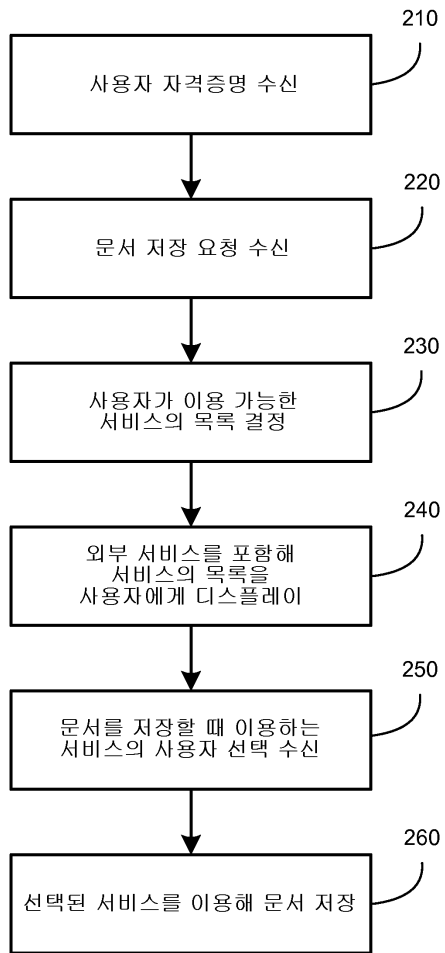 210
사용자 자격증명 수신
220
문서 저장 요청 수신
230
사용자가 이용 가능한
서비스의 목록 결정
240
외부 서비스를 포함해
서비스의 목록을
사용자에게 디스플레이
250
문서를 저장할 때 이용하는
서비스의 사용자 선택 수신
260
선택된 서비스를 이용해 문서 저장